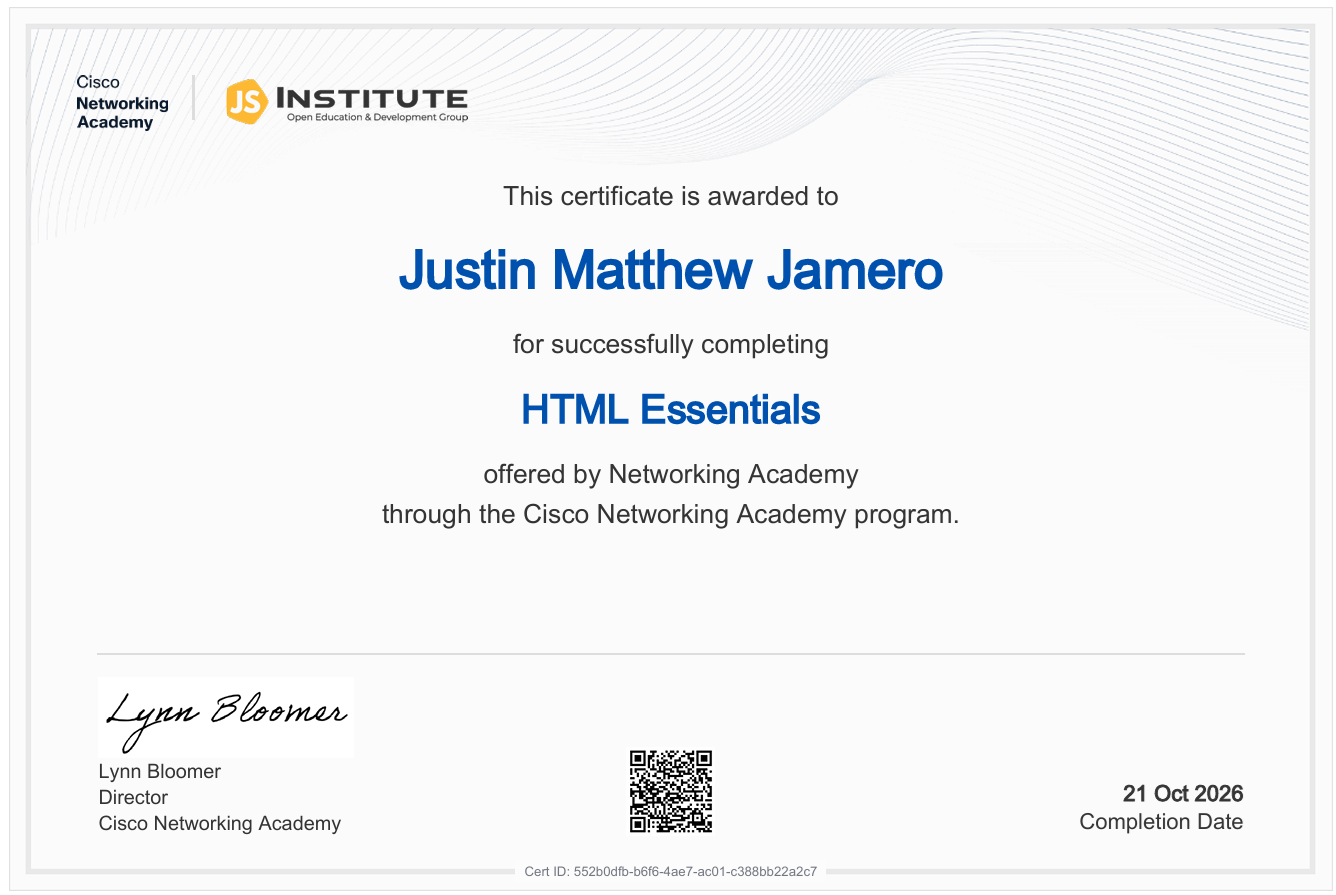 Cisco
Networking
Academy
JS INSTITUTE
Open Education & Development Group
This certificate is awarded to
Justin Matthew Jamero
for successfully completing
HTML Essentials
offered by Networking Academy
through the Cisco Networking Academy program.
Lynn Bloomer
Lynn Bloomer
Director
Cisco Networking Academy
21 Oct 2026
Completion Date
Cert ID: 552b0dfb-b6f6-4ae7-ac01-c388bb22a2c7